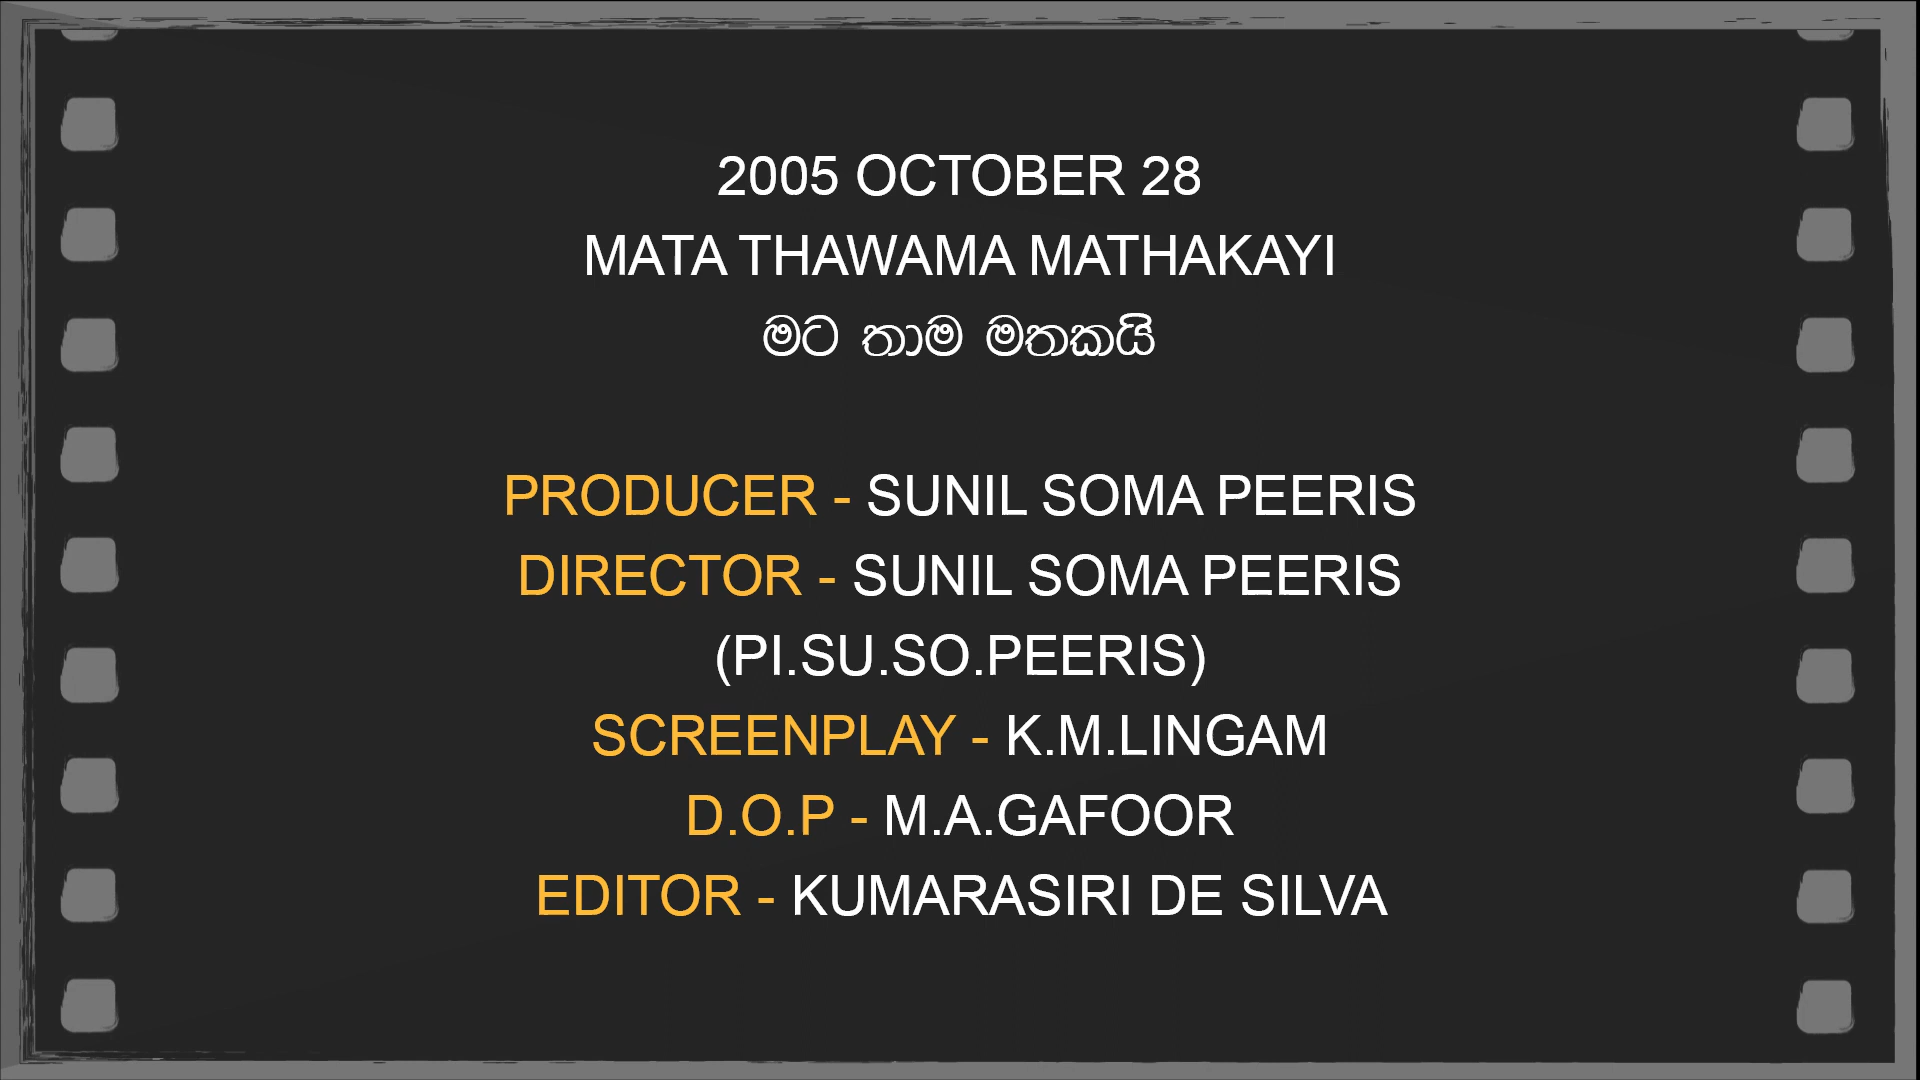 2005 OCTOBER 28
MATA THAWAMA MATHAKAYI
මට තාම මතකයි
PRODUCER - SUNIL SOMA PEERIS
DIRECTOR - SUNIL SOMA PEERIS
(PI.SU.SO.PEERIS)
SCREENPLAY - K.M.LINGAM
D.O.P - M.A.GAFOOR
EDITOR - KUMARASIRI DE SILVA